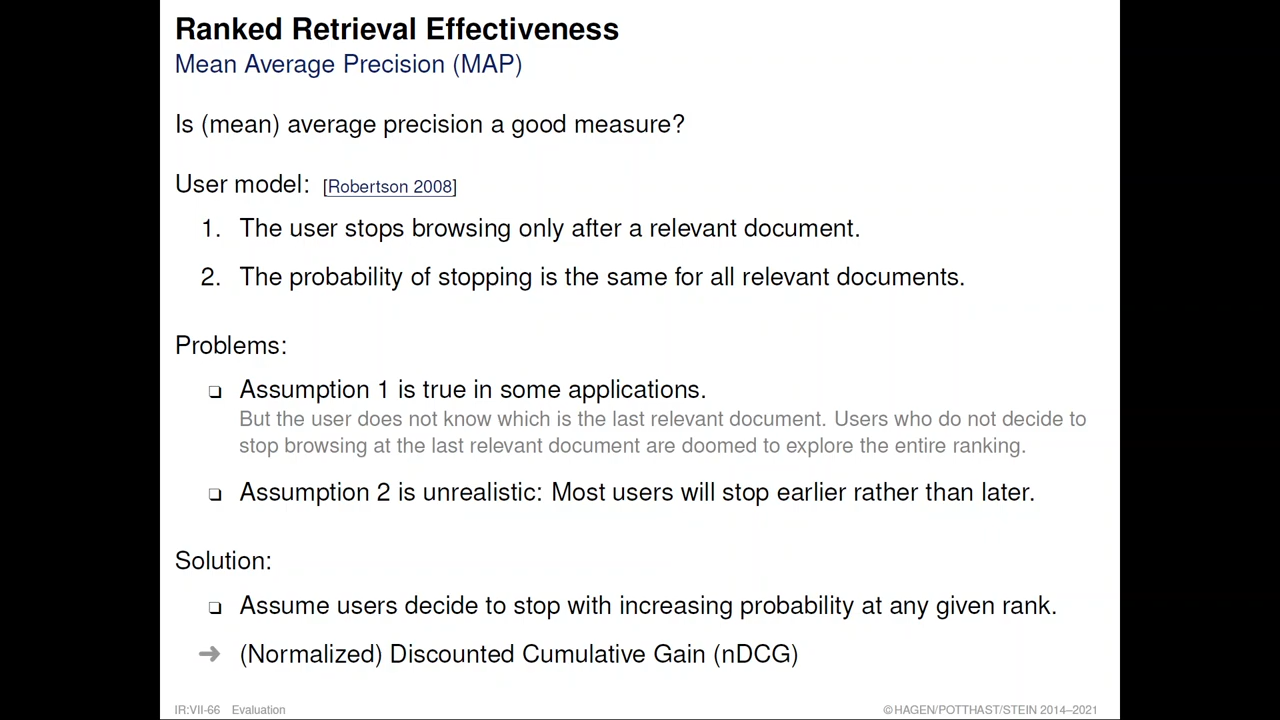 Ranked Retrieval Effectiveness
Mean Average Precision (MAP)
Is (mean) average precision a good measure?
User model: [Robertson 2008]
1. The user stops browsing only after a relevant document.
2. The probability of stopping is the same for all relevant documents.
Problems:
❑ Assumption 1 is true in some applications.
But the user does not know which is the last relevant document. Users who do not decide to
stop browsing at the last relevant document are doomed to explore the entire ranking.
❑ Assumption 2 is unrealistic: Most users will stop earlier rather than later.
Solution:
❑ Assume users decide to stop with increasing probability at any given rank.
➜ (Normalized) Discounted Cumulative Gain (nDCG)
IR:VII-66 Evaluation ©HAGEN/POTTHAST/STEIN 2014–2021